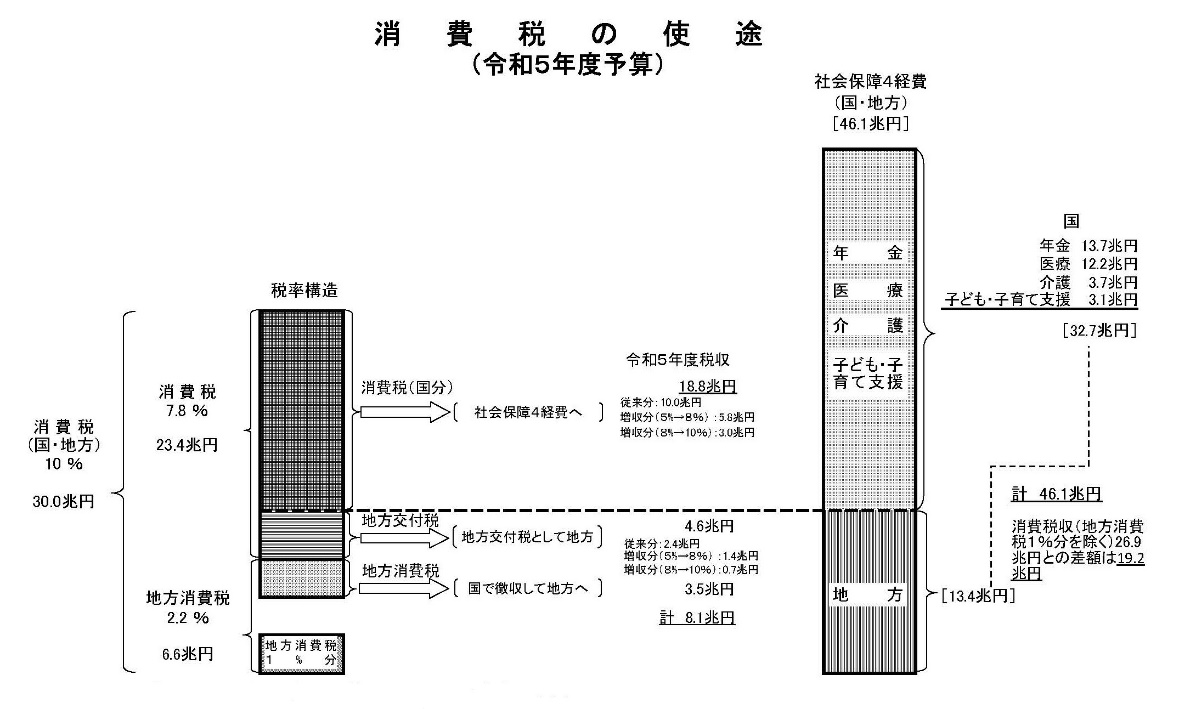 消費税の使途
（令和５年度予算）
消費税
（国・地方）
10 %
30.0兆円
消費税
7.8 %
23.4兆円
地方消費税
2.2 %
6.6兆円
税率構造
地方消費税
1 % 分
消費税（国分）
社会保障４経費へ
地方交付税
地方交付税として地方
地方消費税
国で徴収して地方へ
令和５年度税収
18.8兆円
従来分：10.0兆円
増収分（5%→8%）：5.8兆円
増収分（8%→10%）：3.0兆円
4.6兆円
従来分：2.4兆円
増収分（5%→8%）：1.4兆円
増収分（8%→10%）：0.7兆円
3.5兆円
計 8.1兆円
社会保障４経費
（国・地方）
［46.1兆円］
年金
医療
介護
子ども・子
育て支援
地方
国
年金 13.7兆円
医療 12.2兆円
介護 3.7兆円
子ども・子育て支援 3.1兆円
［32.7兆円］
計 46.1兆円
消費税収（地方消費
税1％分を除く）26.9
兆円との差額は19.2
兆円
［13.4兆円］